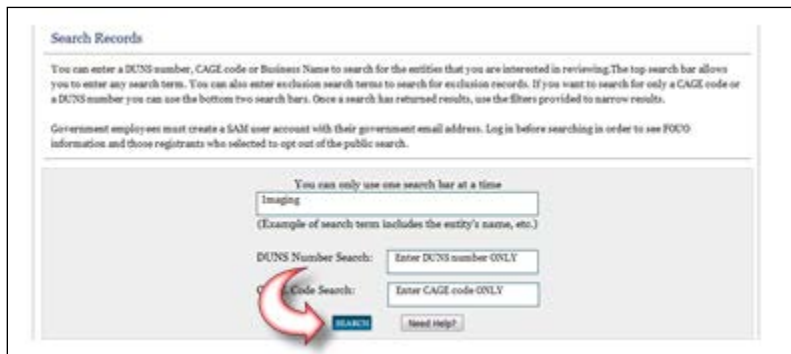 Search Records
You can enter a DUNS number, CAGE code or Business Name to search for the entities that you are interested in reviewing.The top search bar allows
you to enter any search term. You can also enter exclusion search terms to search for exclusion records. If you want to search for only a CAGE code or
a DUNS number you can use the bottom two search bars. Once a search has returned results, use the filters provided to narrow results.
Government employees must create a SAM user account with their government email address. Log in before searching in order to see FOUO
information and those registrants who selected to opt out of the public search.
You can only use one search bar at a time
Imaging
(Example of search term includes the entity's name, etc.)
DUNS Number Search: Enter DUNS number ONLY
Code Search: Enter CAGE code ONLY
SEARCH Need Help?